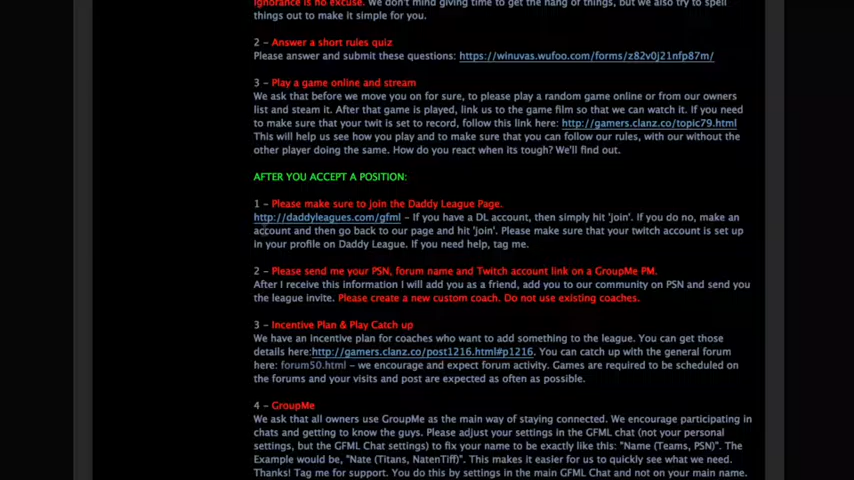 ignorance is no excuse. We don't mind giving time to get the hang of things, but we also try to spell
things out to make it simple for you.
2 - Answer a short rules quiz
Please answer and submit these questions: https://winuvas.wufoo.com/forms/z82v0j21nfp87m/
3 - Play a game online and stream
We ask that before we move you on for sure, to please play a random game online or from our owners
list and steam it. After that game is played, link us to the game film so that we can watch it. If you need
to make sure that your twit is set to record, follow this link here: http://gamers.clanz.co/topic79.html
This will help us see how you play and to make sure that you can follow our rules, with our without the
other player doing the same. How do you react when its tough? We'll find out.
AFTER YOU ACCEPT A POSITION:
1 - Please make sure to join the Daddy League Page.
http://daddyleagues.com/gfml - If you have a DL account, then simply hit 'join'. If you do no, make an
account and then go back to our page and hit 'join'. Please make sure that your twitch account is set up
in your profile on Daddy League. If you need help, tag me.
2 - Please send me your PSN, forum name and Twitch account link on a GroupMe PM.
After I receive this information I will add you as a friend, add you to our community on PSN and send you
the league invite. Please create a new custom coach. Do not use existing coaches.
3 - Incentive Plan & Play Catch up
We have an incentive plan for coaches who want to add something to the league. You can get those
details here:http://gamers.clanz.co/post1216.html#p1216. You can catch up with the general forum
here: forum50.html - we encourage and expect forum activity. Games are required to be scheduled on
the forums and your visits and post are expected as often as possible.
4 - GroupMe
We ask that all owners use GroupMe as the main way of staying connected. We encourage participating in
chats and getting to know the guys. Please adjust your settings in the GFML chat (not your personal
settings, but the GFML Chat settings) to fix your name to be exactly like this: "Name (Teams, PSN)". The
Example would be, "Nate (Titans, NatenTiff)". This makes it easier for us to quickly see what we need.
Thanks! Tag me for support. You do this by settings in the main GFML Chat and not on your main name.